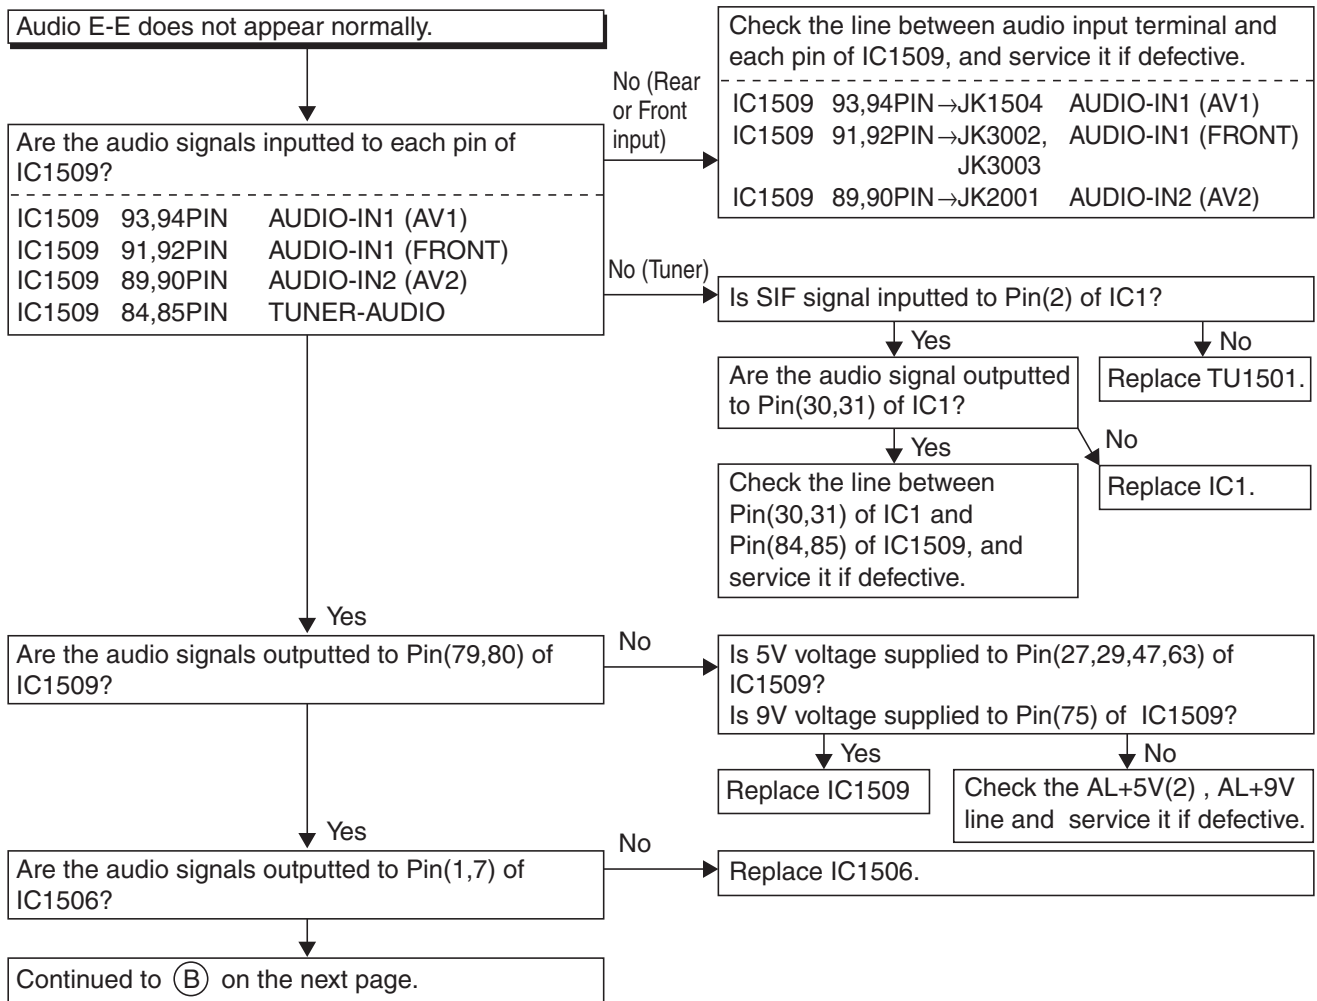 Audio E-E does not appear normally.
No (Rear
or Front
input)
Check the line between audio input terminal and
each pin of IC1509, and service it if defective.
IC1509 93,94PIN→JK1504 AUDIO-IN1 (AV1)
IC1509 91,92PIN→JK3002, AUDIO-IN1 (FRONT)
JK3003
IC1509 89,90PIN→JK2001 AUDIO-IN2 (AV2)
Are the audio signals inputted to each pin of
IC1509?
IC1509 93,94PIN AUDIO-IN1 (AV1)
IC1509 91,92PIN AUDIO-IN1 (FRONT)
IC1509 89,90PIN AUDIO-IN2 (AV2)
IC1509 84,85PIN TUNER-AUDIO
No (Tuner)
Is SIF signal inputted to Pin(2) of IC1?
Yes
No
Are the audio signal outputted
to Pin(30,31) of IC1?
Replace TU1501.
Yes
No
Check the line between
Pin(30,31) of IC1 and
Pin(84,85) of IC1509, and
service it if defective.
Replace IC1.
Yes
Are the audio signals outputted to Pin(79,80) of
IC1509?
No
Is 5V voltage supplied to Pin(27,29,47,63) of
IC1509?
Is 9V voltage supplied to Pin(75) of IC1509?
Yes
No
Replace IC1509
Check the AL+5V(2) , AL+9V
line and service it if defective.
Yes
Are the audio signals outputted to Pin(1,7) of
IC1506?
No
Replace IC1506.
Continued to B on the next page.